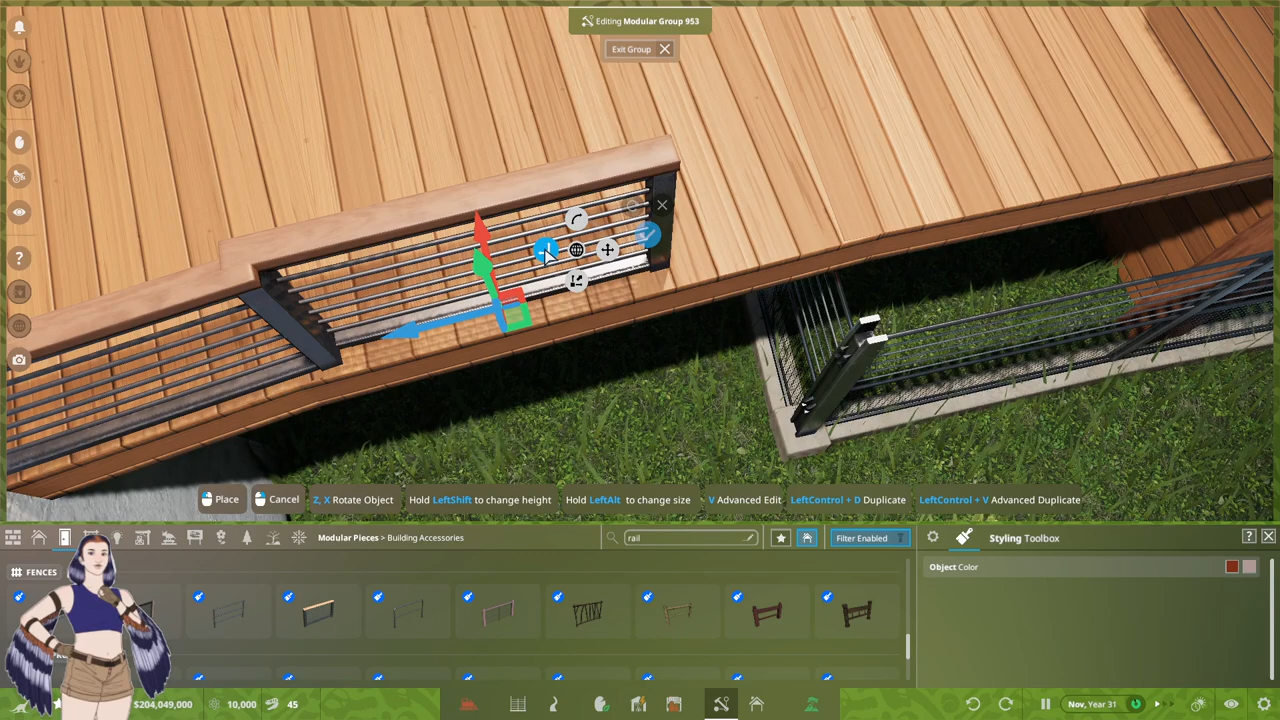 Editing Modular Group 953
Exit Group
Place
Cancel
Z, X Rotate Object
Hold LeftShift to change height
Hold LeftAlt to change size
V Advanced Edit
LeftControl + D Duplicate
LeftControl + V Advanced Duplicate
Modular Pieces > Building Accessories
rail
Filter Enabled
Styling Toolbox
?
FENCES
Object Color
$204,049,000
10,000
45
Nov, Year 31